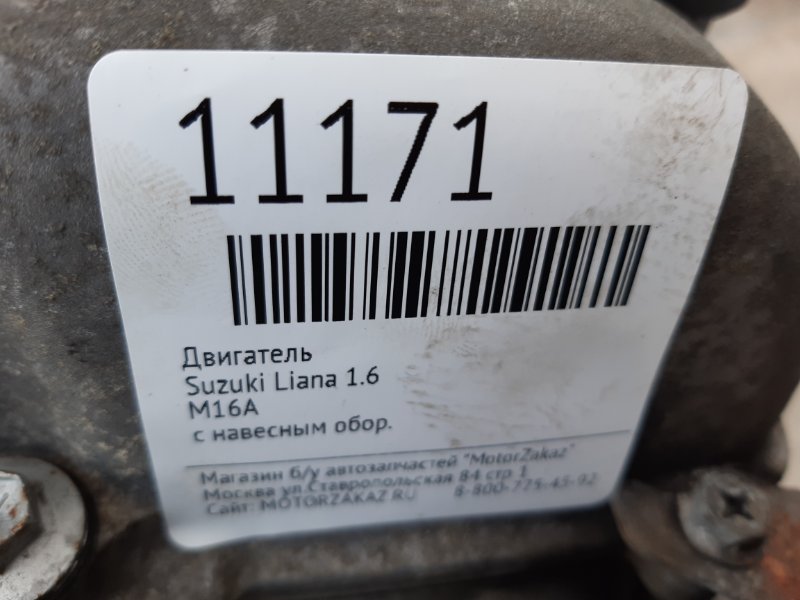 11171
Двигатель
Suzuki Liana 1.6
M16A
с навесным обор.
Магазин б/у автозапчастей "MotorZakaz"
Москва ул.Ставропольская 84 стр 1
Сайт: MOTORZAKAZ.RU 8-800-775-45-92